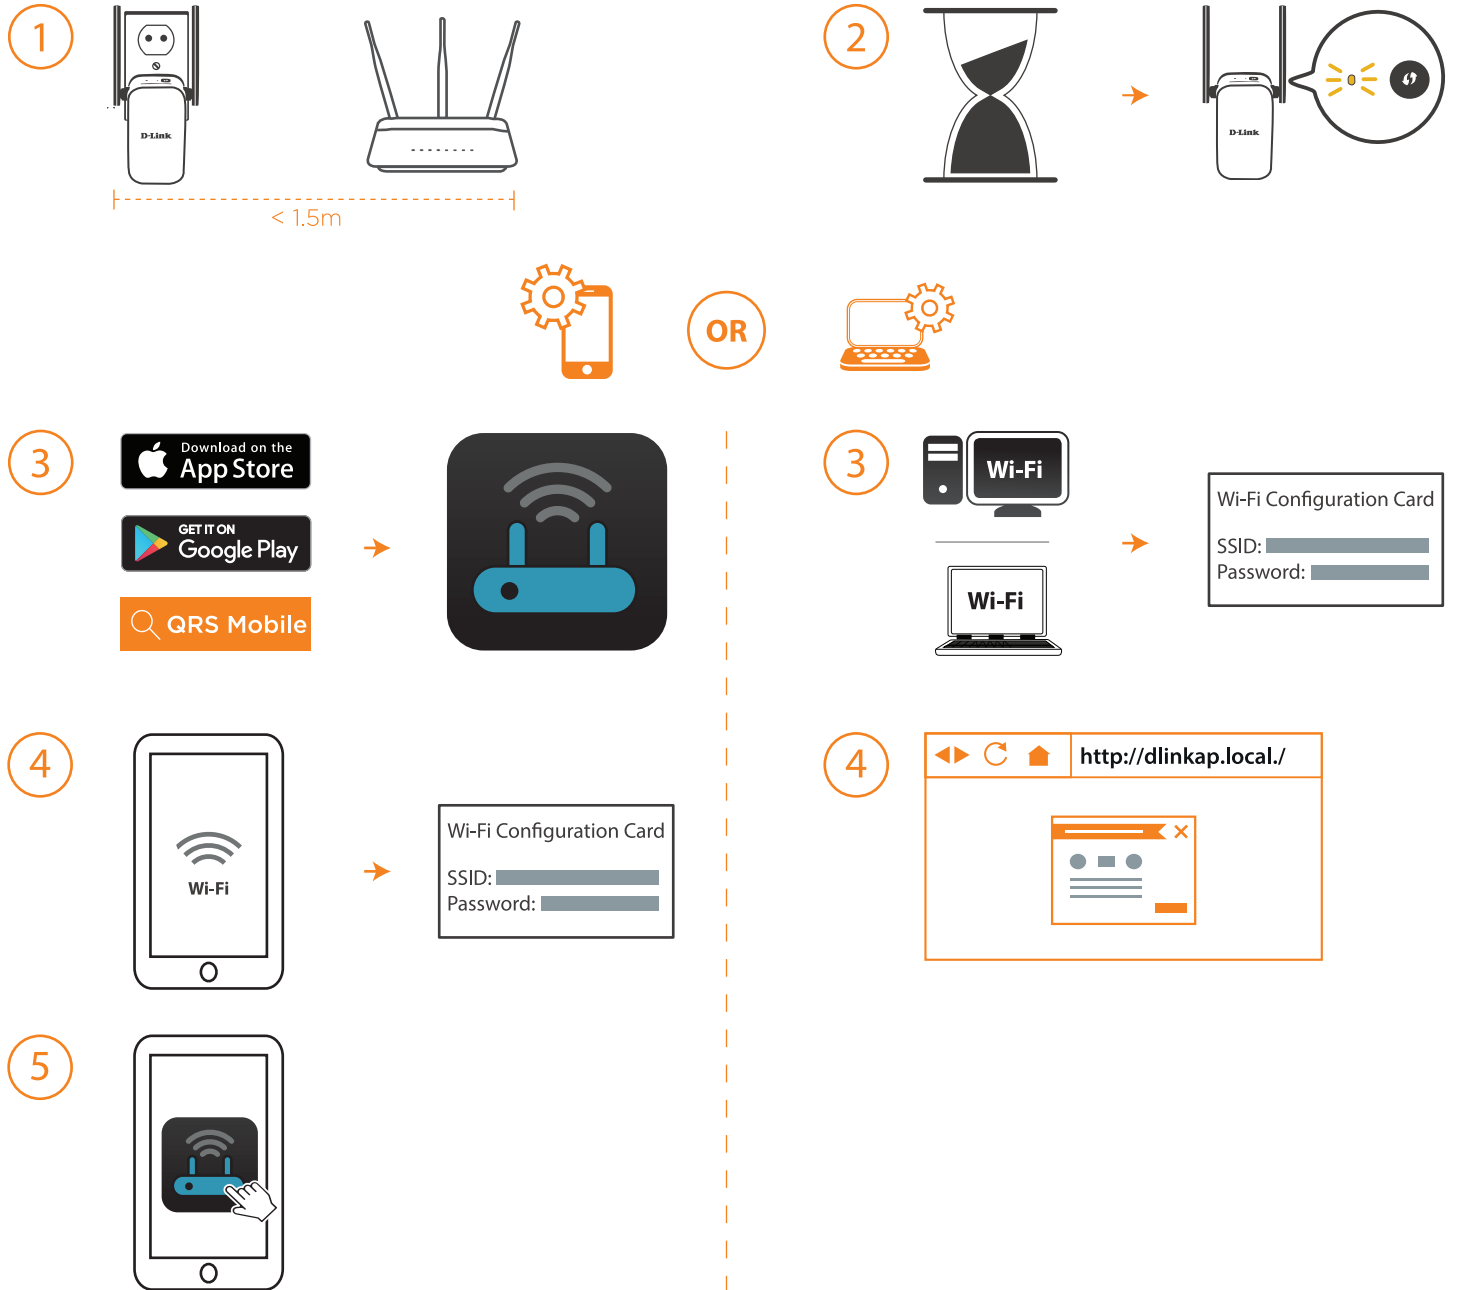 1
D-Link
< 1.5m
2
D-Link
OR
3
Download on the
App Store
GET IT ON
Google Play
QRS Mobile
4
Wi-Fi
Wi-Fi Configuration Card
SSID:
Password:
5
3
Wi-Fi
Wi-Fi
Wi-Fi Configuration Card
SSID:
Password:
4
http://dlinkap.local./